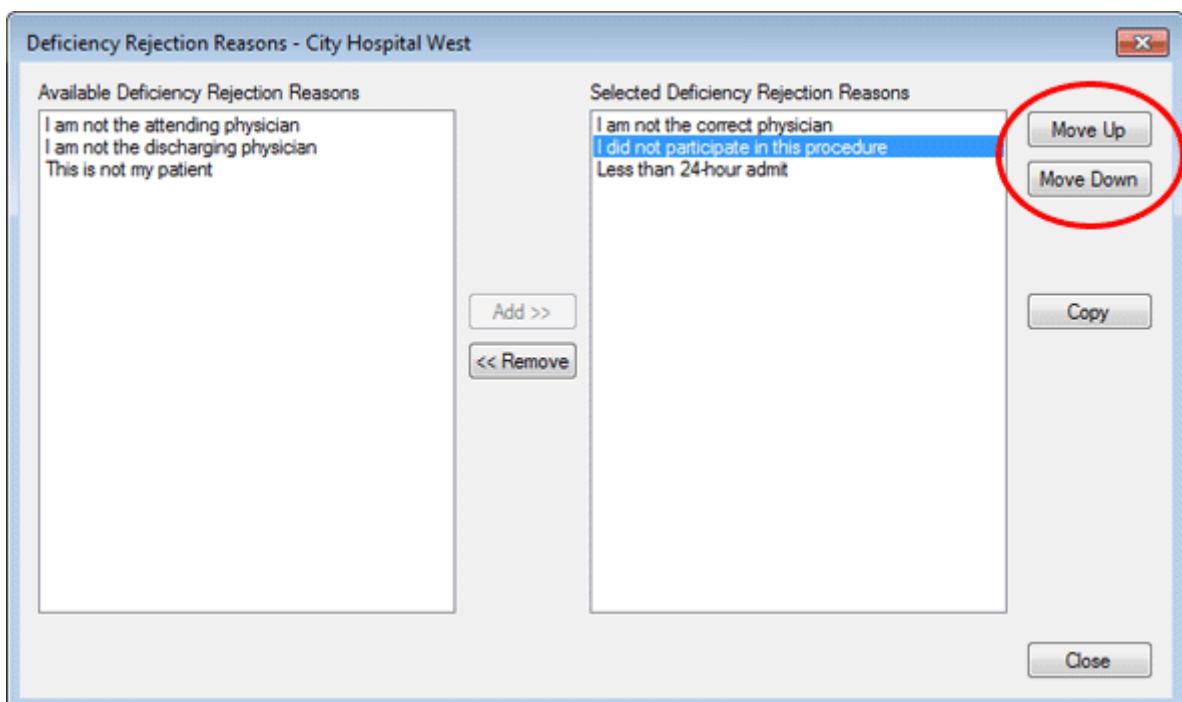 Deficiency Rejection Reasons - City Hospital West
Available Deficiency Rejection Reasons
I am not the attending physician
I am not the discharging physician
This is not my patient
Add >>
<< Remove
Selected Deficiency Rejection Reasons
I am not the correct physician
I did not participate in this procedure
Less than 24-hour admit
Move Up
Move Down
Copy
Close